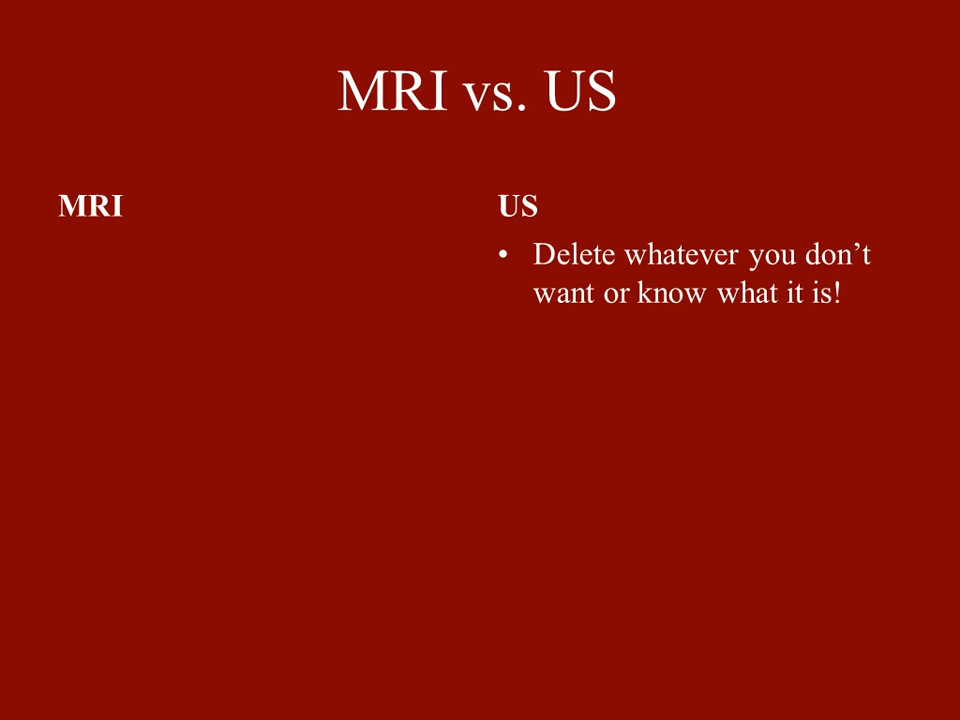 MRI vs. US
MRI
US
• Delete whatever you don’t
want or know what it is!